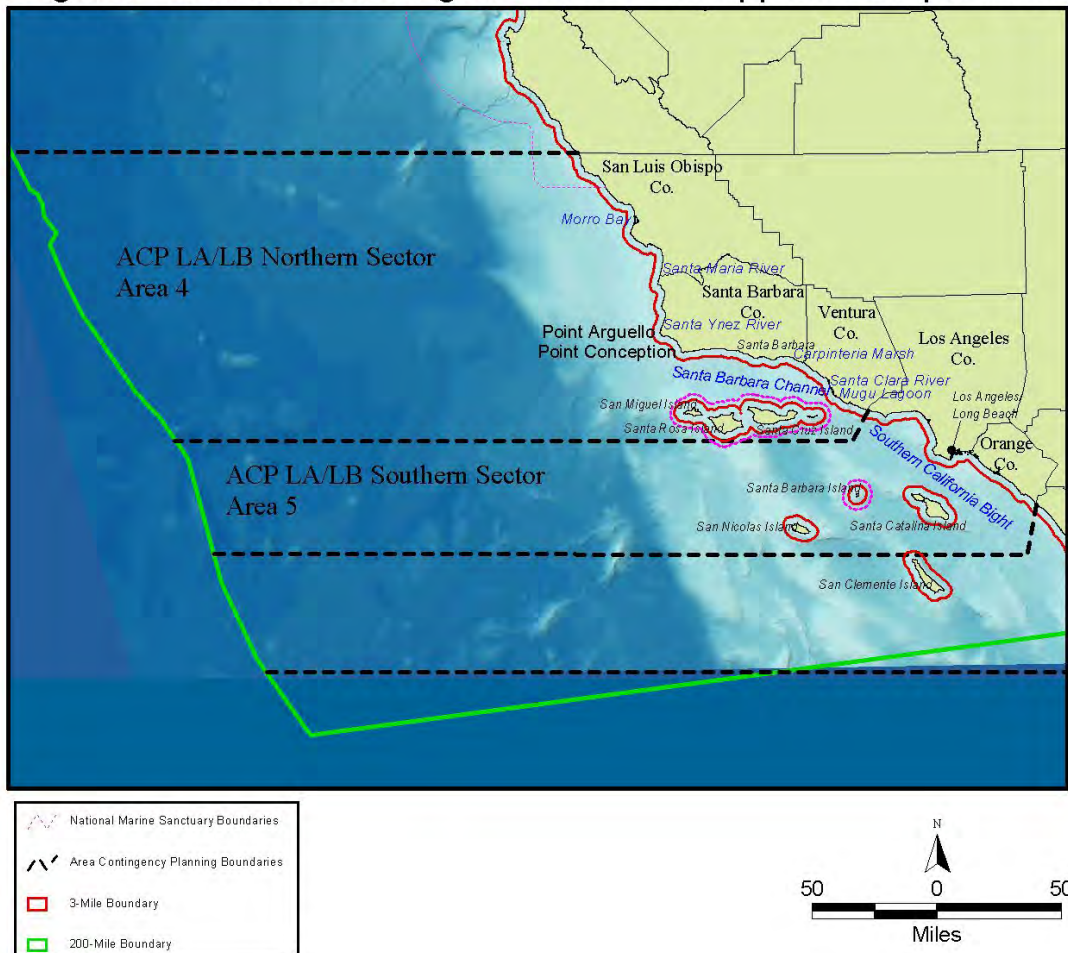 San Luis Obispo
Co.
Morro Bay
ACP LA/LB Northern Sector
Area 4
Santa Maria River
Santa Barbara
Co.
Ventura
Co.
Point Arguello
Santa Ynez River
Point Conception
Santa Barbara
Carpinteria Marsh
Los Angeles
Co.
Santa Barbara Channel
Santa Clara River
Mugu Lagoon
San Miguel Island
Los Angeles
Long Beach
Santa Rosa Island
Santa Cruz Island
Southern California Bight
Orange
Co.
ACP LA/LB Southern Sector
Area 5
Santa Barbara Island
San Nicolas Island
Santa Catalina Island
San Clemente Island
National Marine Sanctuary Boundaries
Area Contingency Planning Boundaries
3-Mile Boundary
200-Mile Boundary
N
50 0 50
Miles